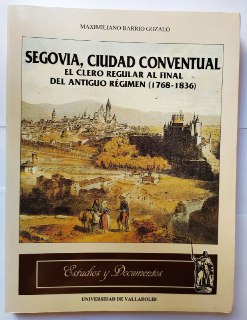 MAXIMILIANO BARRIO GOZALO
SEGOVIA, CIUDAD CONVENTUAL
EL CLERO REGULAR AL FINAL
DEL ANTIGUO RÉGIMEN (1768-1836)
Estudios y Documentos
UNIVERSIDAD DE VALLADOLID